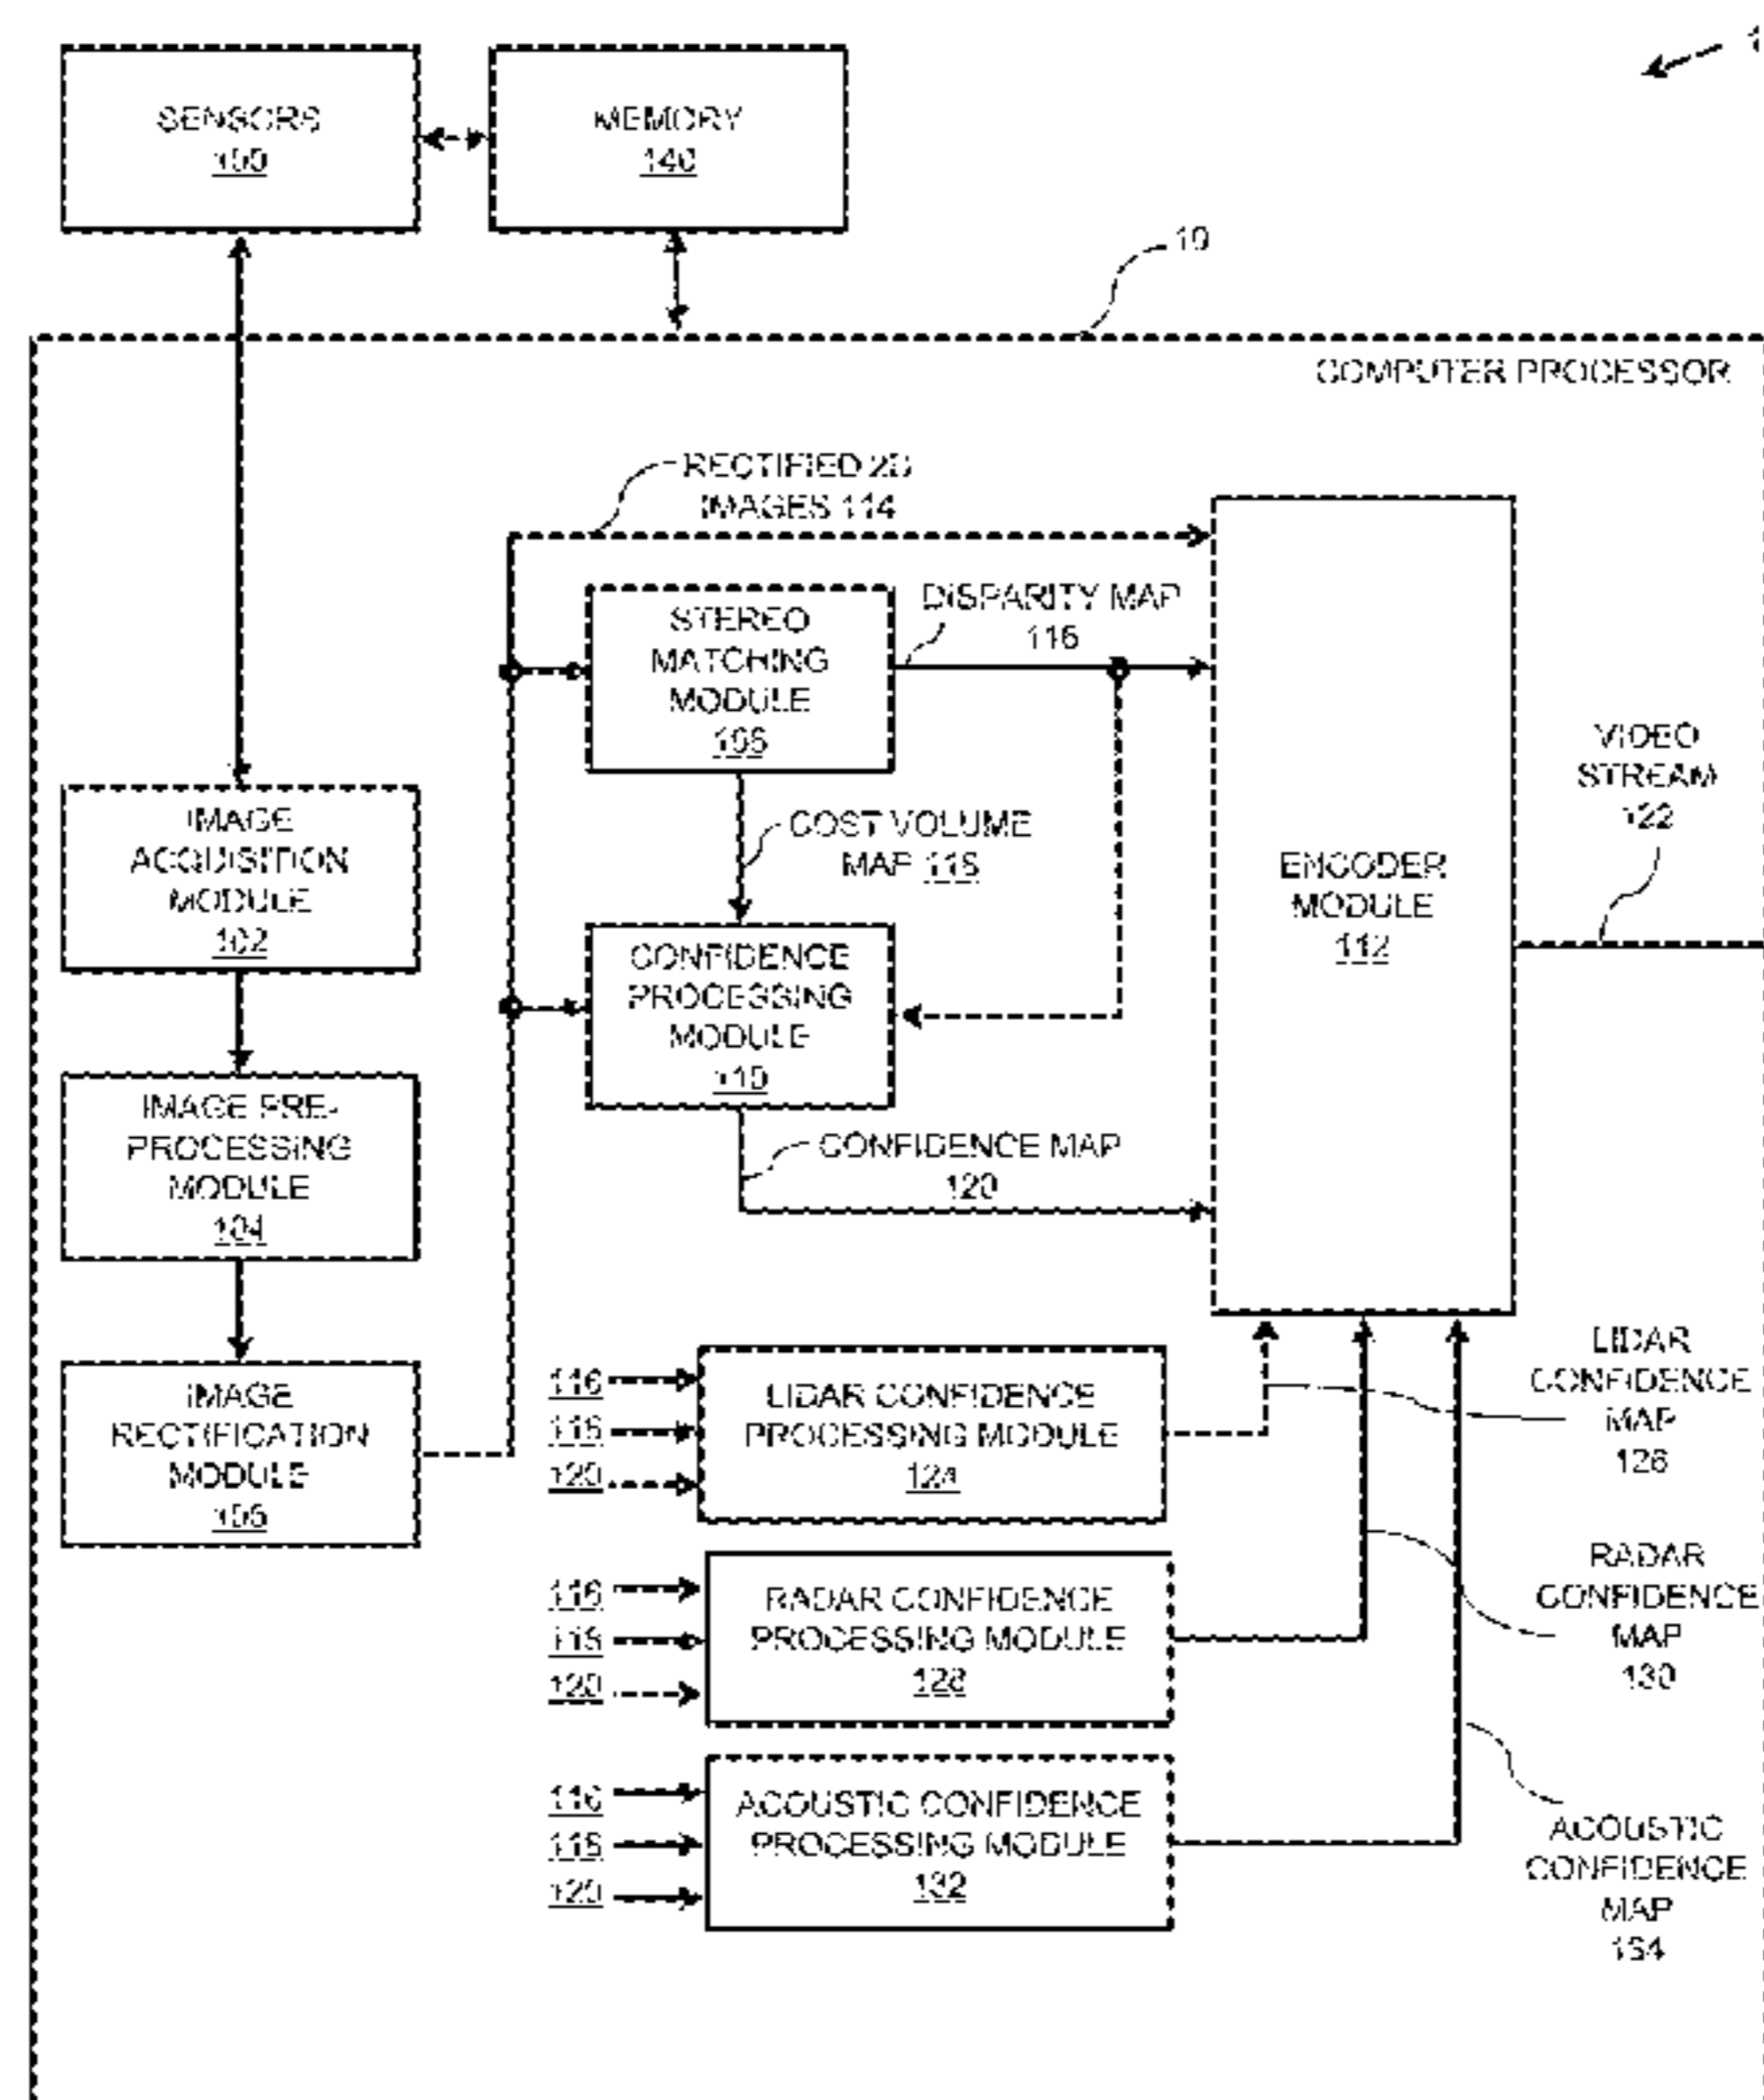 SENSORS
100
MEMORY
140
10
COMPUTER PROCESSOR
RECTIFIED 2D
IMAGES 114
STEREO
MATCHING
MODULE
DISPARITY MAP
116
COST VOLUME
MAP 118
IMAGE
ACQUISITION
MODULE
102
CONFIDENCE
PROCESSING
MODULE
110
ENCODER
MODULE
112
VIDEO
STREAM
122
IMAGE PRE-
PROCESSING
MODULE
104
CONFIDENCE MAP
120
IMAGE
RECTIFICATION
MODULE
116
118
120
LIDAR CONFIDENCE
PROCESSING MODULE
124
LIDAR
CONFIDENCE
MAP
126
116
118
120
RADAR CONFIDENCE
PROCESSING MODULE
128
RADAR
CONFIDENCE
MAP
130
116
118
120
ACOUSTIC CONFIDENCE
PROCESSING MODULE
132
ACOUSTIC
CONFIDENCE
MAP
134